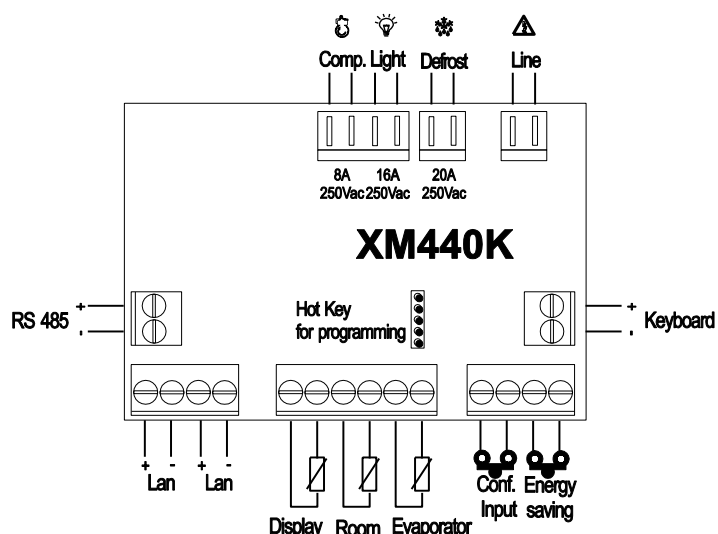 Comp. Light Defrost Line
8A 16A 20A
250Vac 250Vac 250Vac
XM440K
RS 485 + -
Hot Key
for programming
+ - Keyboard
+ - + -
Lan Lan
Conf. Energy
Input saving
Display Room Evaporator